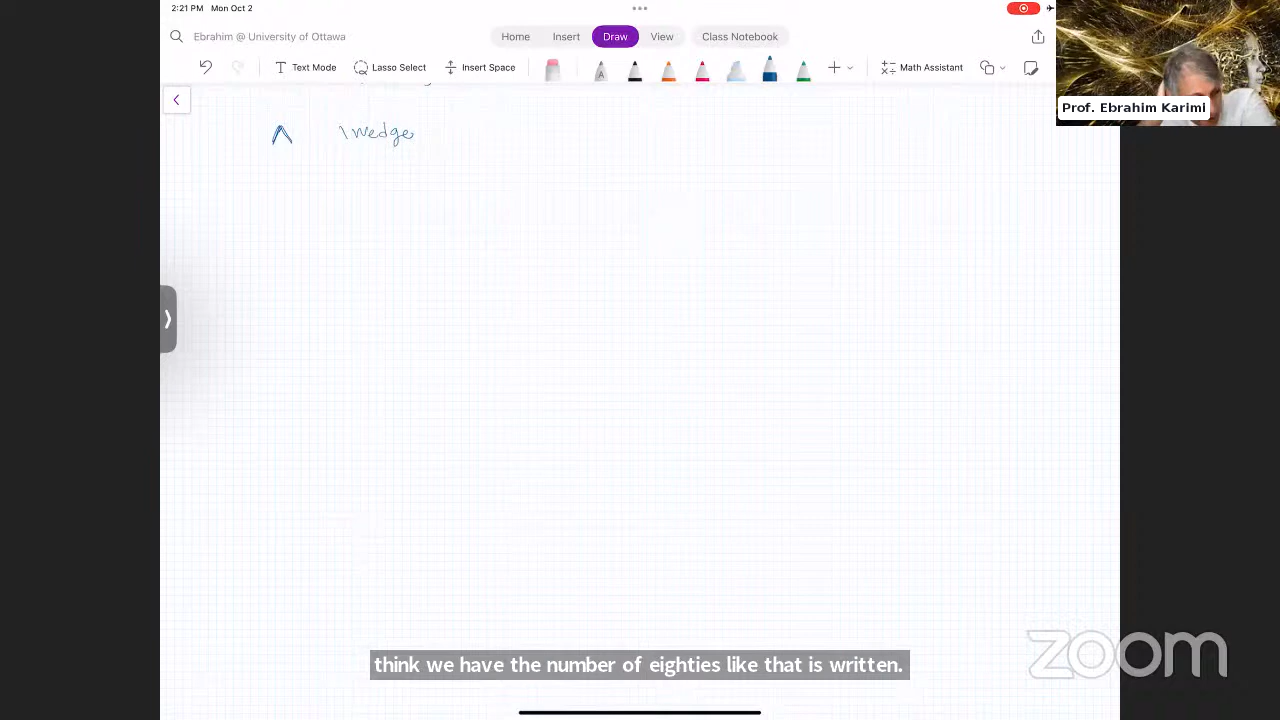 2:21 PM Mon Oct 2
Ebrahim @ University of Ottawa Home Insert Draw View Class Notebook
Text Mode Lasso Select Insert Space A Math Assistant
Prof. Ebrahim Karimi
∧ \wedge
think we have the number of eighties like that is written.
zoom